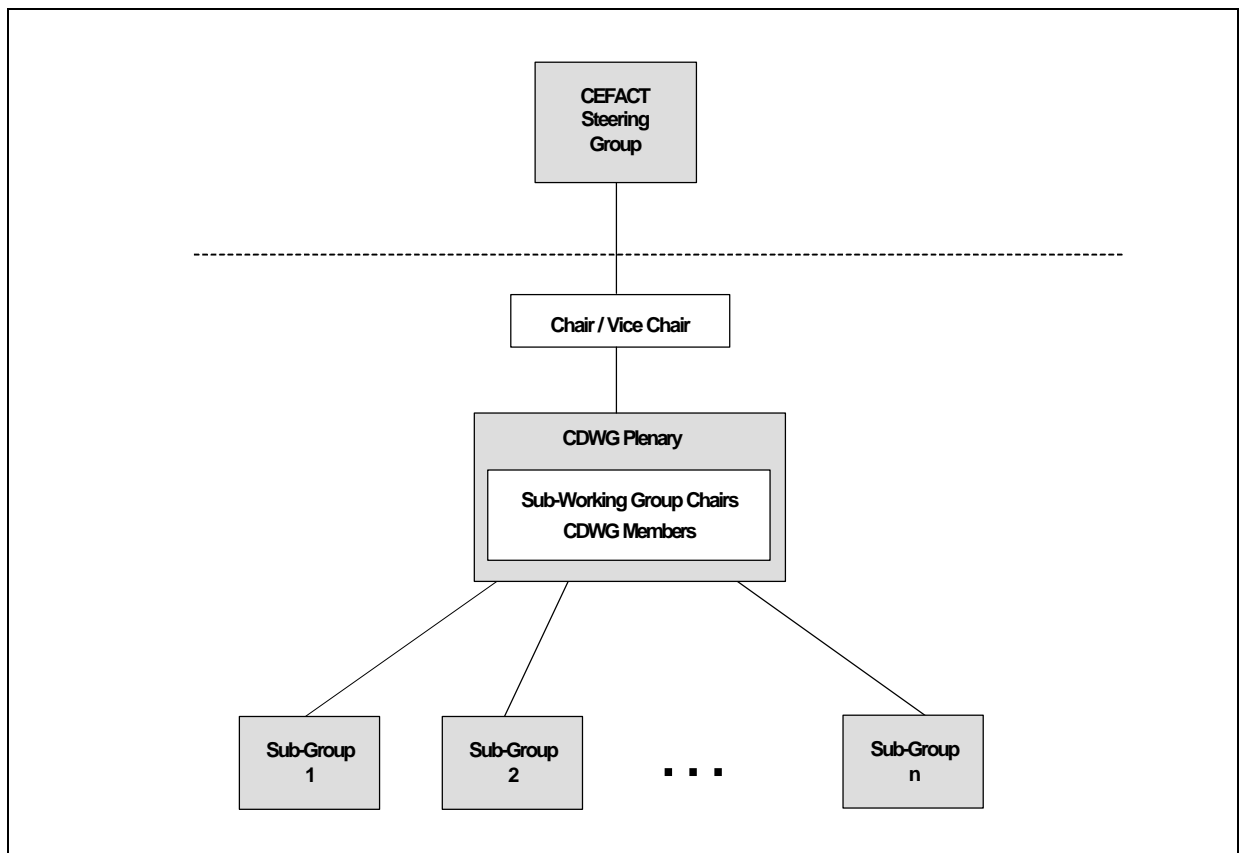 CEFACT
Steering
Group
Chair / Vice Chair
CDWG Plenary
Sub-Working Group Chairs
CDWG Members
Sub-Group
1
Sub-Group
2
. . .
Sub-Group
n